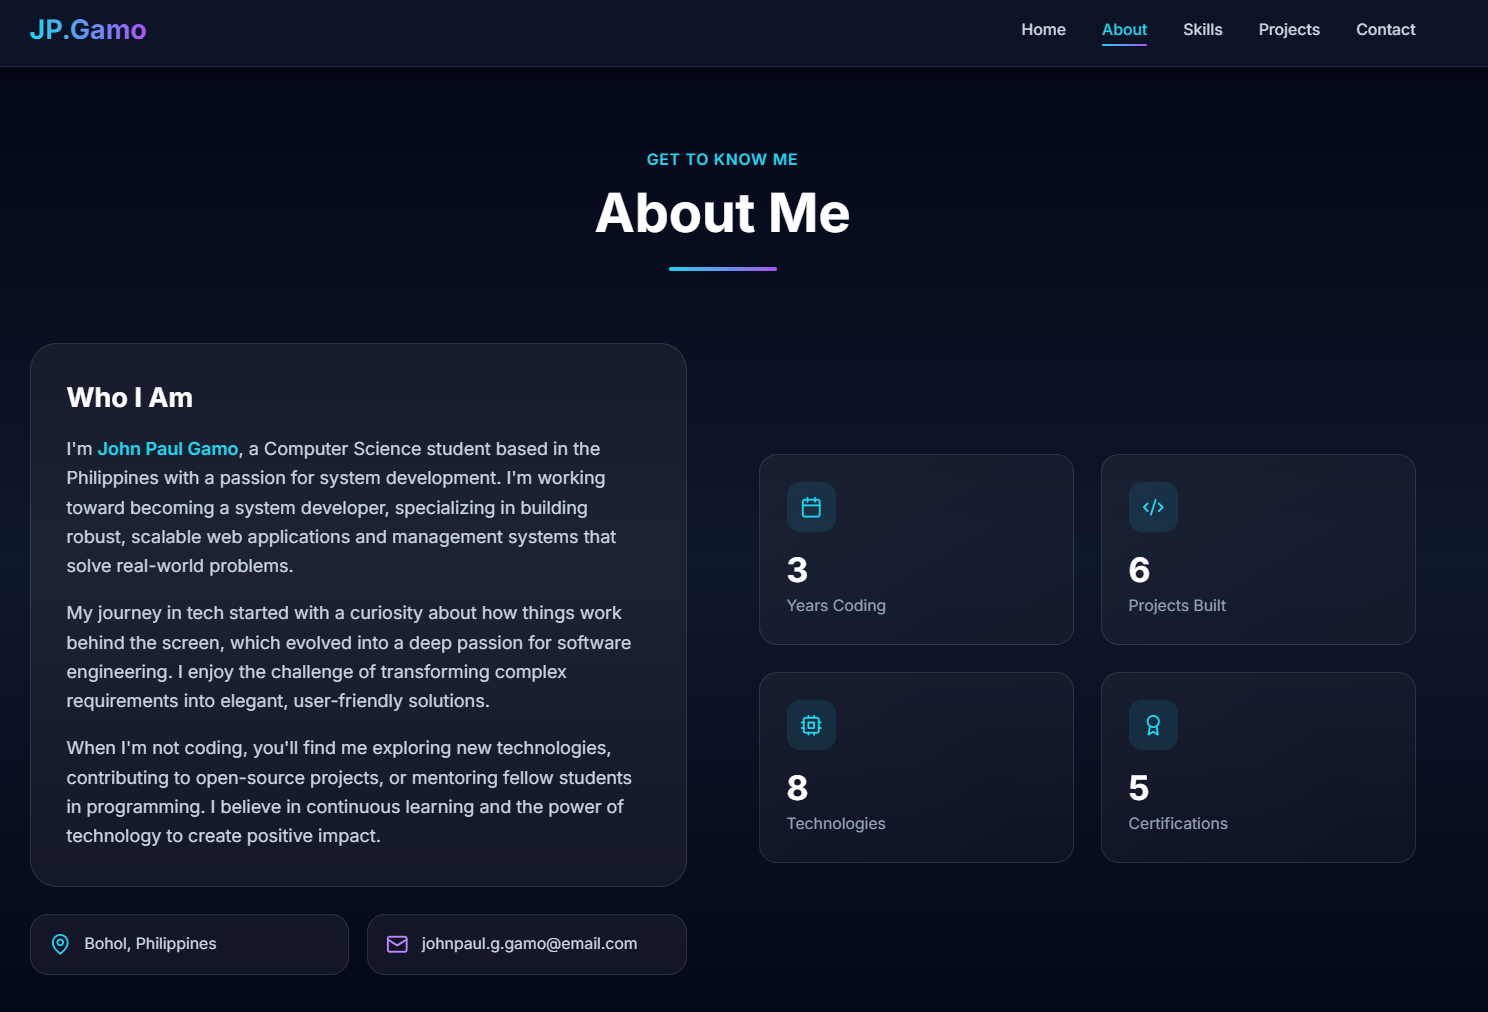 JP.Gamo
Home
About
Skills
Projects
Contact
GET TO KNOW ME
About Me
Who I Am
I'm John Paul Gamo, a Computer Science student based in the
Philippines with a passion for system development. I'm working
toward becoming a system developer, specializing in building
robust, scalable web applications and management systems that
solve real-world problems.
My journey in tech started with a curiosity about how things work
behind the screen, which evolved into a deep passion for software
engineering. I enjoy the challenge of transforming complex
requirements into elegant, user-friendly solutions.
When I'm not coding, you'll find me exploring new technologies,
contributing to open-source projects, or mentoring fellow students
in programming. I believe in continuous learning and the power of
technology to create positive impact.
Bohol, Philippines
johnpaul.g.gamo@email.com
3
Years Coding
6
Projects Built
8
Technologies
5
Certifications